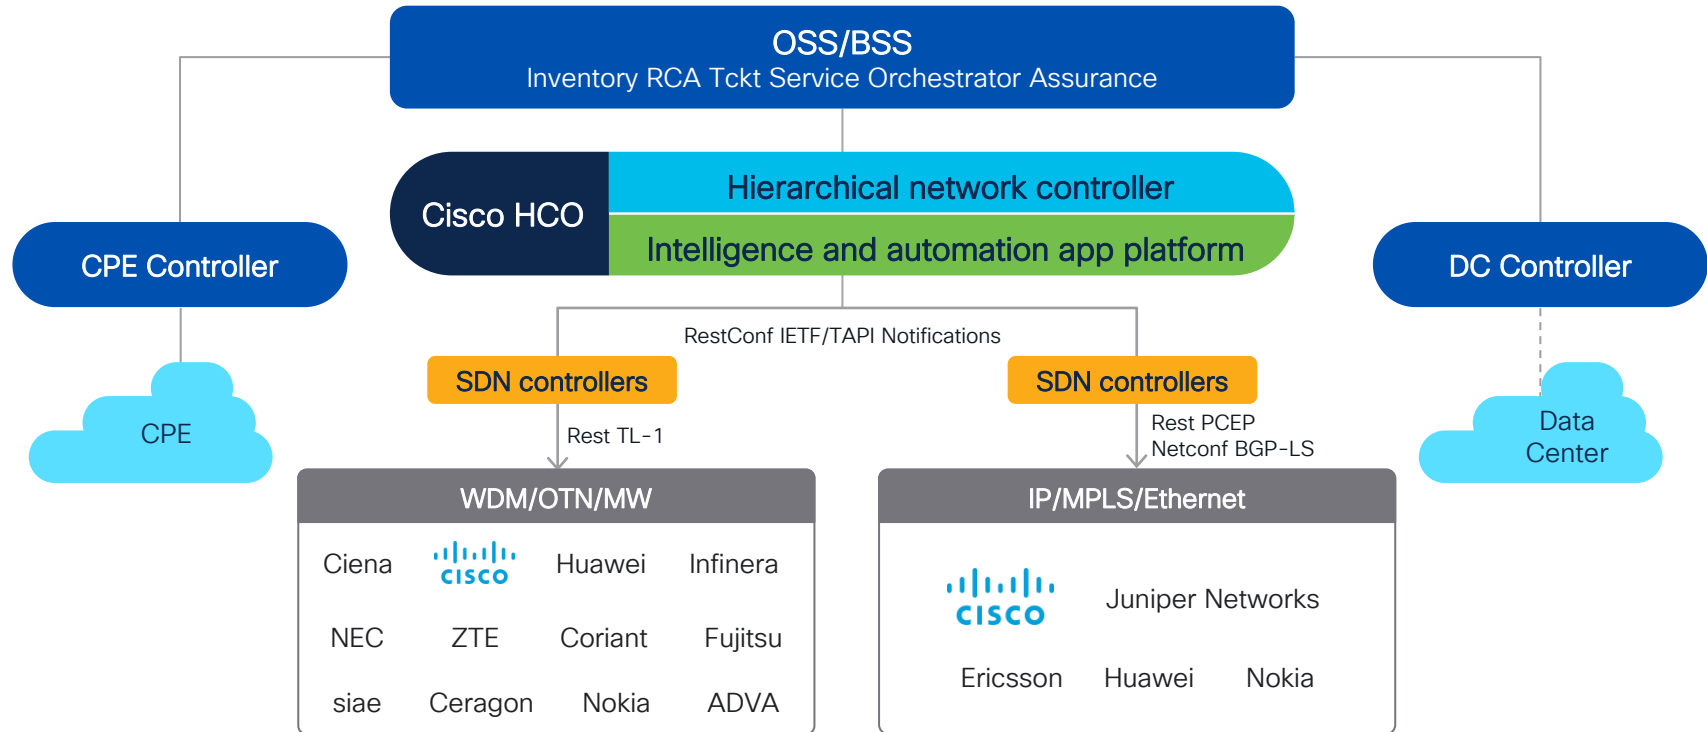 OSS/BSS
Inventory RCA Tckt Service Orchestrator Assurance
Cisco HCO
Hierarchical network controller
Intelligence and automation app platform
CPE Controller
DC Controller
RestConf IETF/TAPI Notifications
SDN controllers
SDN controllers
CPE
Rest TL-1
Rest PCEP
Netconf BGP-LS
Data
Center
WDM/OTN/MW
Ciena
CISCO
Huawei
Infinera
NEC
ZTE
Coriant
Fujitsu
siae
Ceragon
Nokia
ADVA
IP/MPLS/Ethernet
CISCO
Juniper Networks
Ericsson
Huawei
Nokia